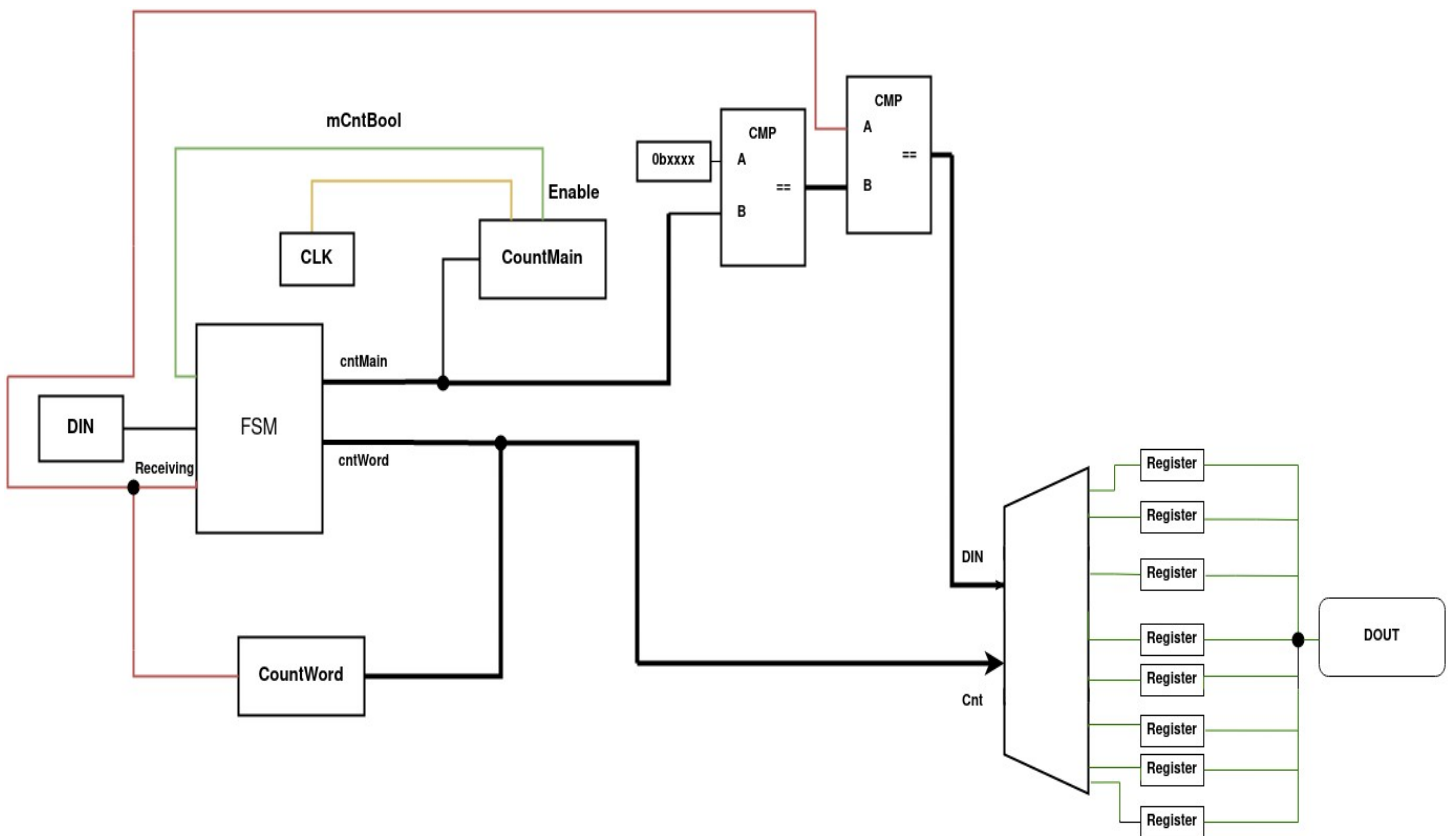 CMP
A
==
B
mCntBool
CMP
0bxxxx
A
==
B
Enable
CLK
CountMain
cntMain
DIN
FSM
cntWord
Receiving
Register
Register
DIN
Register
Register
DOUT
CountWord
Register
Cnt
Register
Register
Register